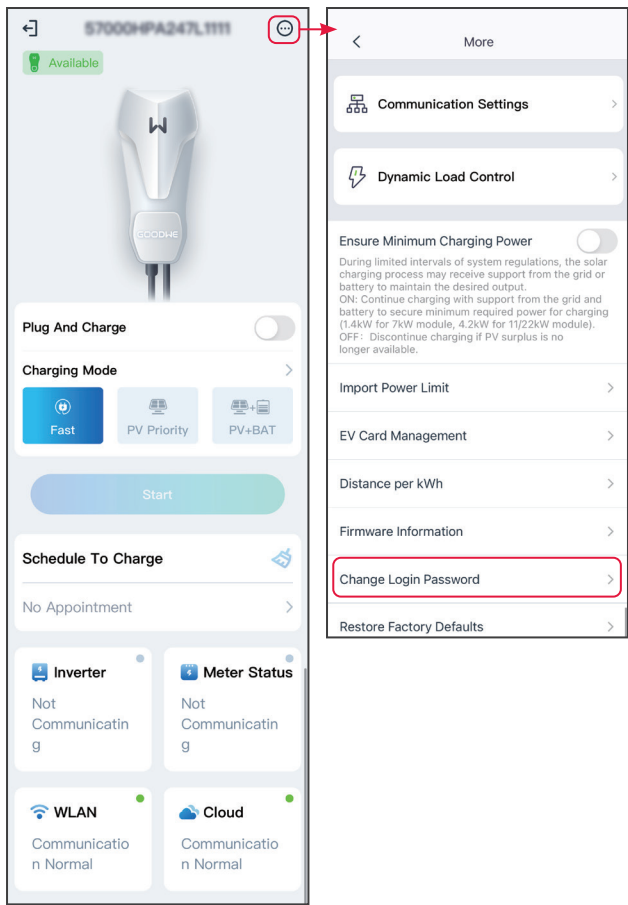 57000HPA247L1111
Available
GOODWE
Plug And Charge
Charging Mode
Fast
PV Priority
PV+BAT
Start
Schedule To Charge
No Appointment
Inverter
Not
Communicatin
g
Meter Status
Not
Communicatin
g
WLAN
Communicatio
n Normal
Cloud
Communicatio
n Normal
More
Communication Settings
Dynamic Load Control
Ensure Minimum Charging Power
During limited intervals of system regulations, the solar
charging process may receive support from the grid or
battery to maintain the desired output.
ON: Continue charging with support from the grid and
battery to secure minimum required power for charging
(1.4kW for 7kW module, 4.2kW for 11/22kW module).
OFF: Discontinue charging if PV surplus is no
longer available.
Import Power Limit
EV Card Management
Distance per kWh
Firmware Information
Change Login Password
Restore Factory Defaults